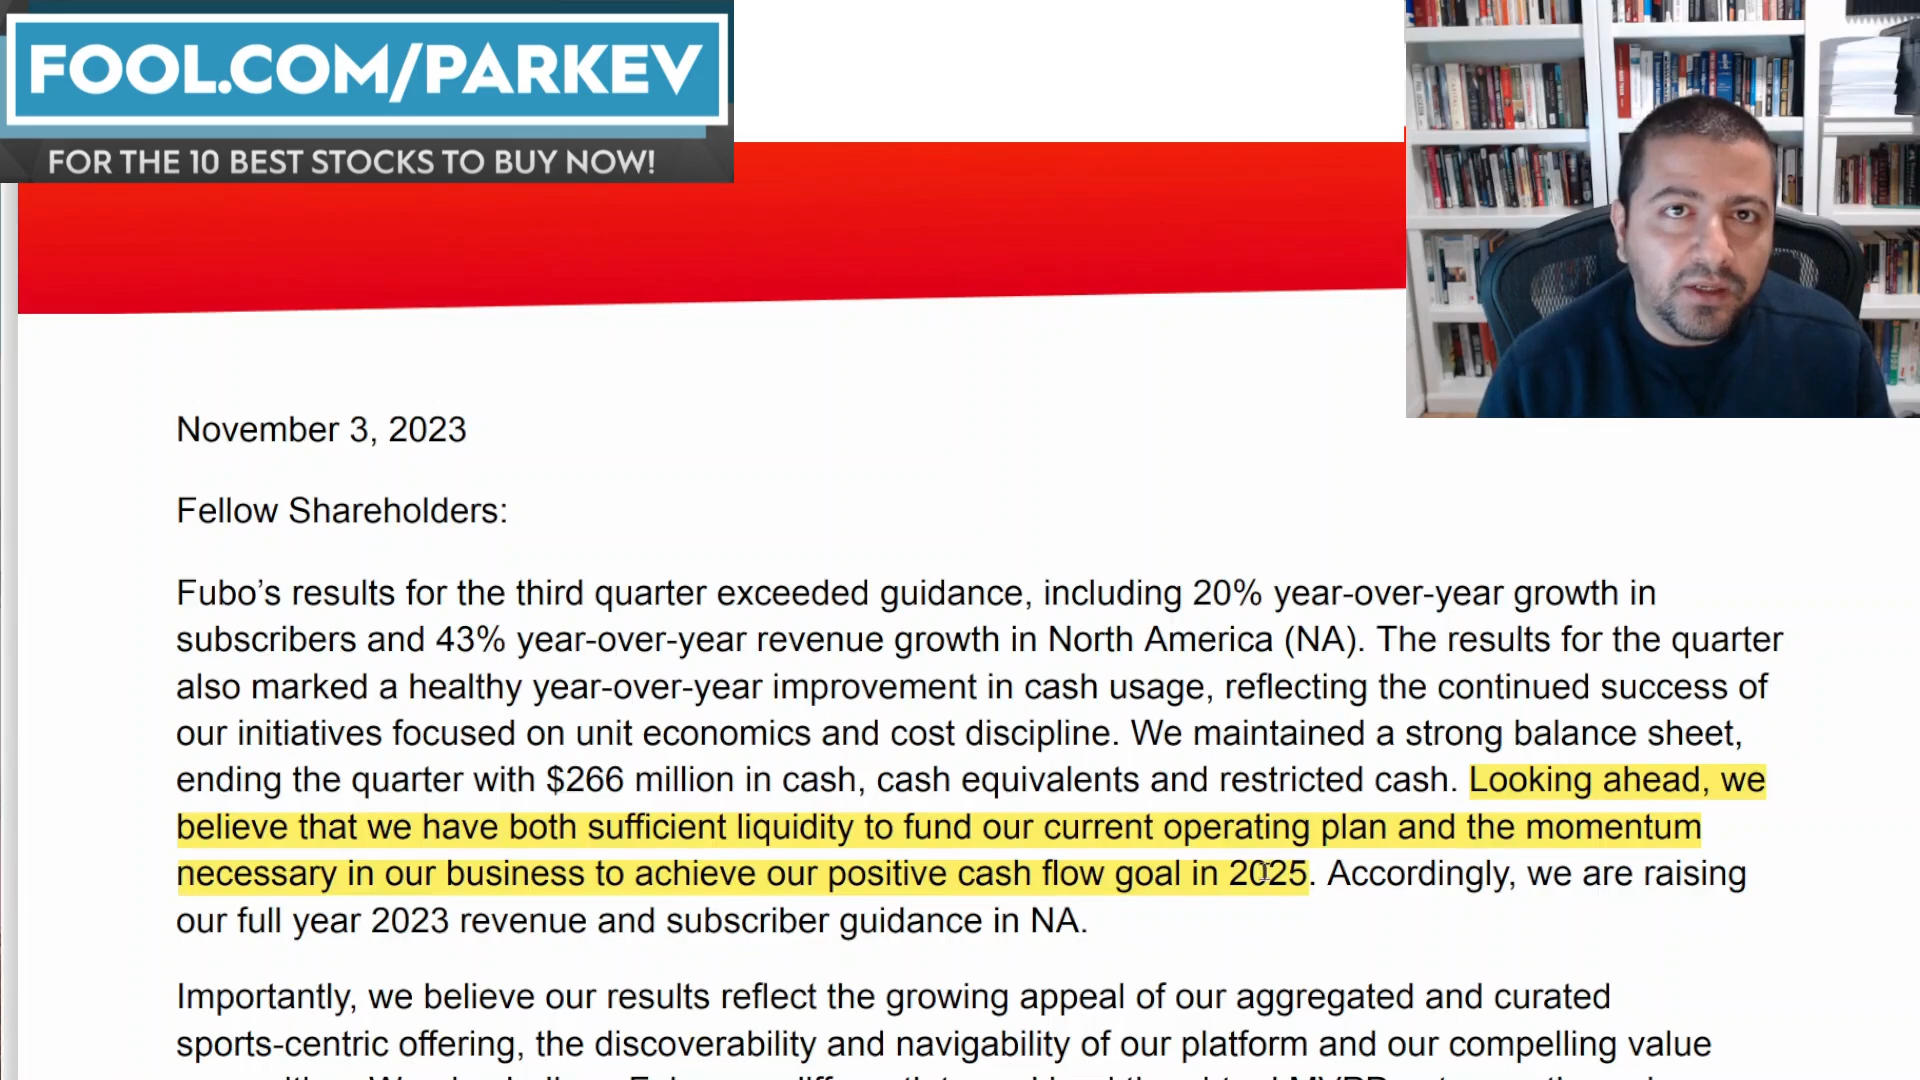 FOOL.COM/PARKEV
FOR THE 10 BEST STOCKS TO BUY NOW!
November 3, 2023
Fellow Shareholders:
Fubo’s results for the third quarter exceeded guidance, including 20% year-over-year growth in
subscribers and 43% year-over-year revenue growth in North America (NA). The results for the quarter
also marked a healthy year-over-year improvement in cash usage, reflecting the continued success of
our initiatives focused on unit economics and cost discipline. We maintained a strong balance sheet,
ending the quarter with $266 million in cash, cash equivalents and restricted cash. Looking ahead, we
believe that we have both sufficient liquidity to fund our current operating plan and the momentum
necessary in our business to achieve our positive cash flow goal in 2025. Accordingly, we are raising
our full year 2023 revenue and subscriber guidance in NA.
Importantly, we believe our results reflect the growing appeal of our aggregated and curated
sports-centric offering, the discoverability and navigability of our platform and our compelling value